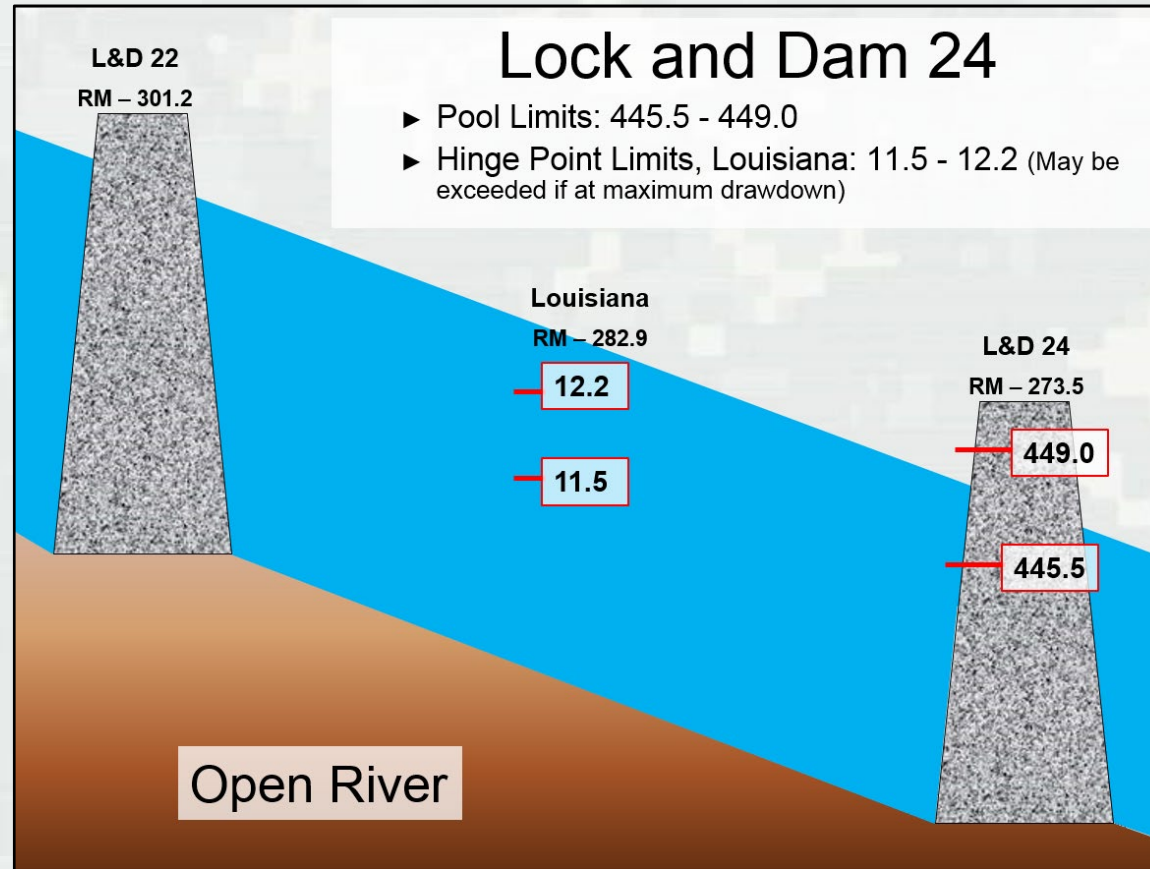 L&D 22
RM – 301.2
Lock and Dam 24
► Pool Limits: 445.5 - 449.0
► Hinge Point Limits, Louisiana: 11.5 - 12.2 (May be
exceeded if at maximum drawdown)
Louisiana
RM – 282.9
12.2
11.5
L&D 24
RM – 273.5
449.0
445.5
Open River